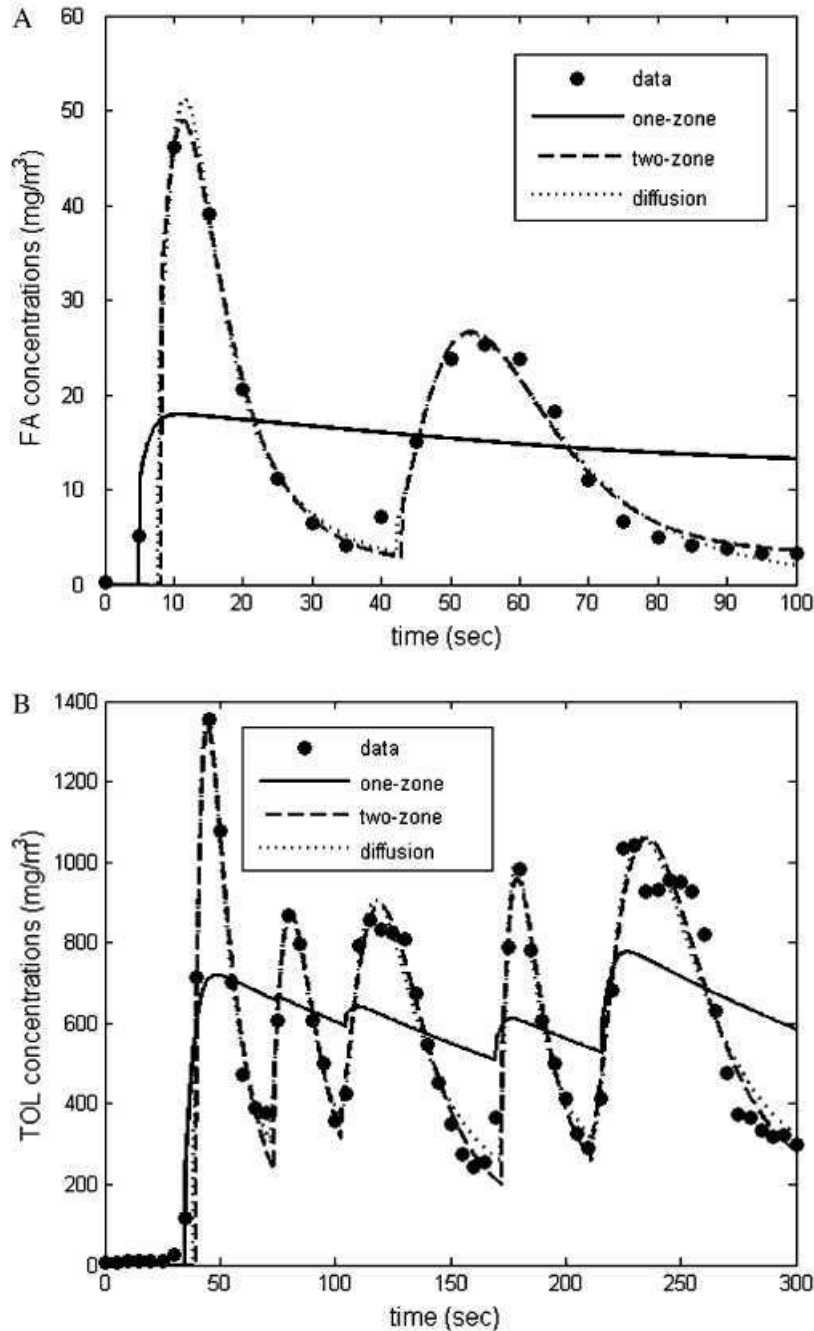 A
FA concentrations (mg/m³)
60
50
40
30
20
10
0
data
one-zone
two-zone
diffusion
0 10 20 30 40 50 60 70 80 90 100
time (sec)
B
TOL concentrations (mg/m³)
1400
1200
1000
800
600
400
200
0
data
one-zone
two-zone
diffusion
0 50 100 150 200 250 300
time (sec)